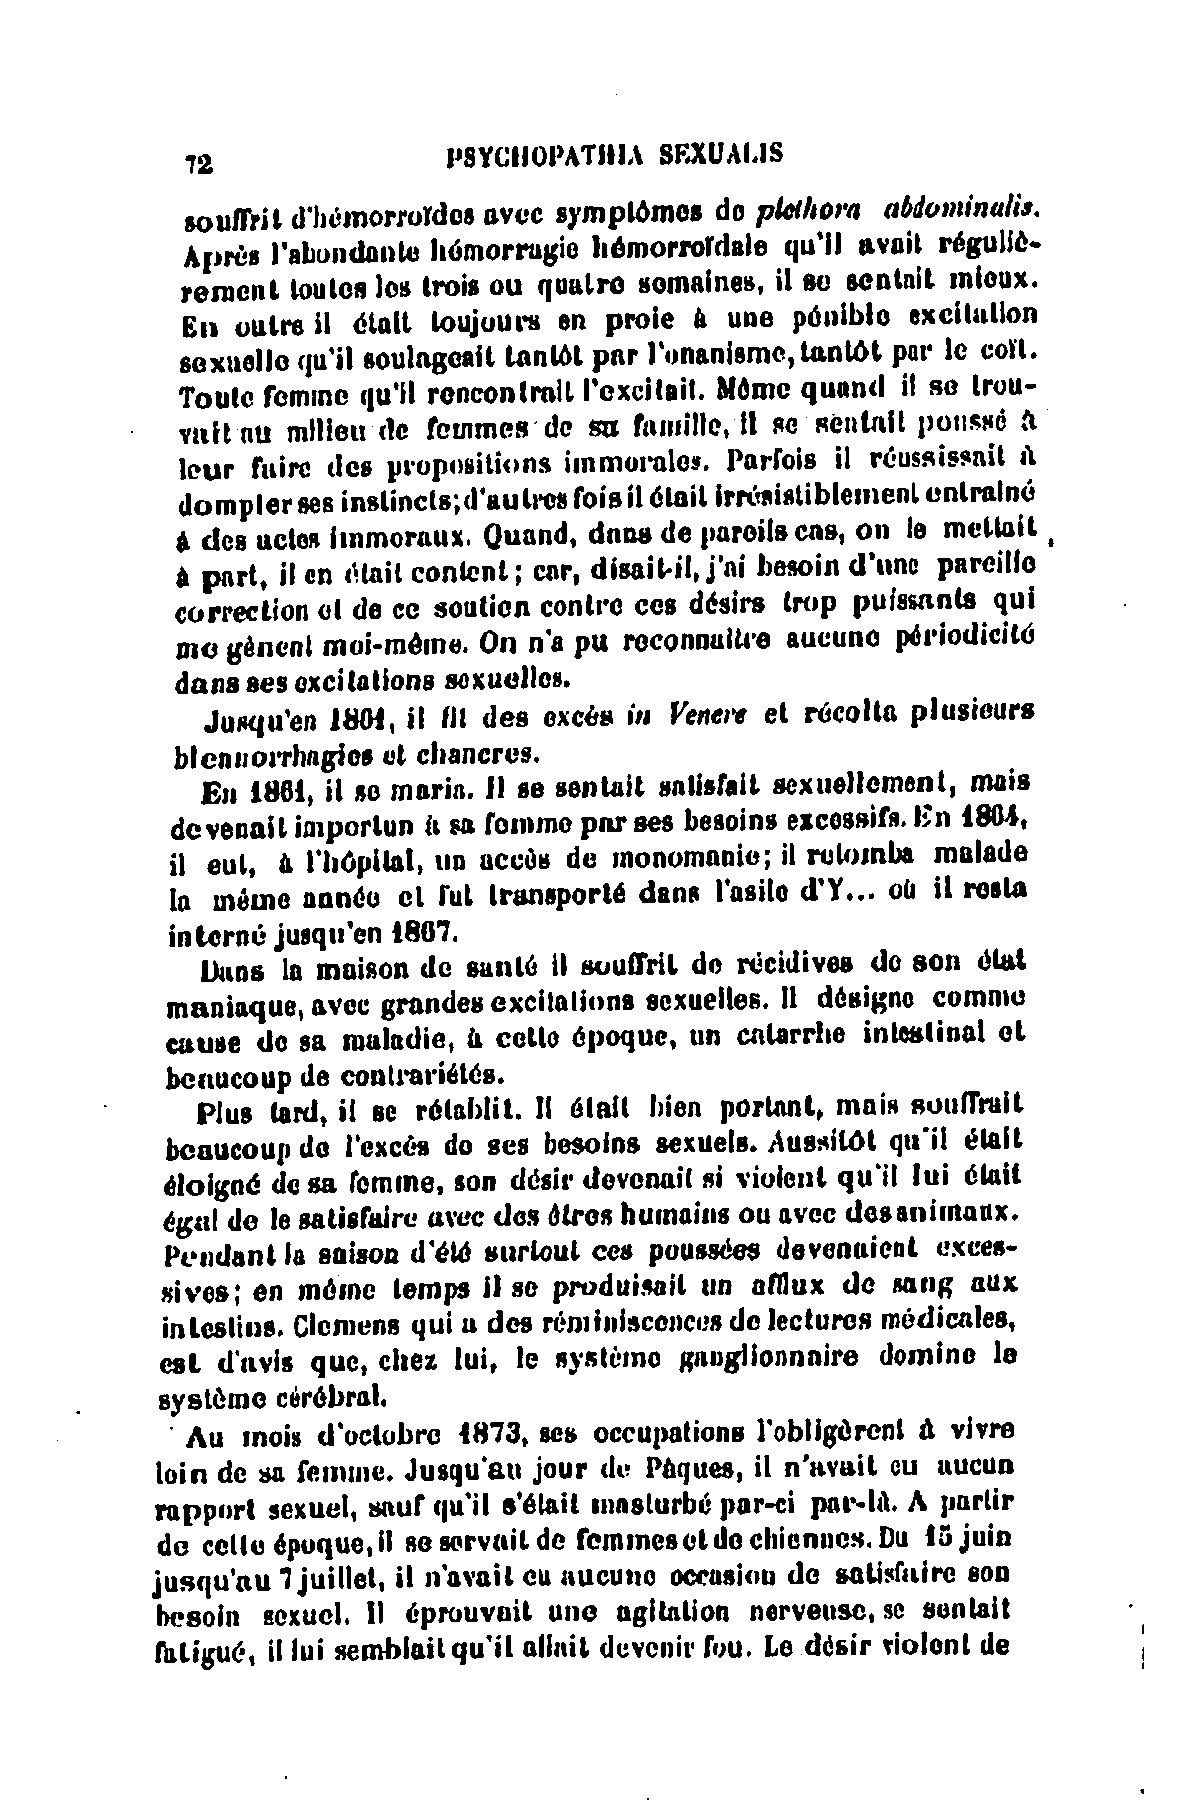 72 PSYCHOPATHIA SEXUALIS
souffrit d'hémorroïdes avec symptômes de plethora abdominalis.
Après l'abondante hémorragie hémorroïdale qu'il avait réguliè-
rement toutes les trois ou quatre semaines, il se sentait mieux.
En outre il était toujours en proie à une pénible excitation
sexuelle qu'il soulageait tantôt par l'onanisme, tantôt par le coït.
Toute femme qu'il rencontrait l'excitait. Même quand il se trou-
vait au milieu de femmes de sa famille, il se sentait poussé à
leur faire des propositions immorales. Parfois il réussissait à
dompter ses instincts; d'autres fois il était irrésistiblement entraîné
à des actes immoraux. Quand, dans de pareils cas, on le mettait
à part, il en était content; car, disait-il, j'ai besoin d'une pareille
correction et de ce soutien contre ces désirs trop puissants qui
me gênent moi-même. On n'a pu reconnaître aucune périodicité
dans ses excitations sexuelles.
Jusqu'en 1861, il fit des excès in Venere et récolta plusieurs
blennorrhagies et chancres.
En 1861, il se maria. Il se sentait satisfait sexuellement, mais
devenait importun à sa femme par ses besoins excessifs. En 1864,
il eut, à l'hôpital, un accès de monomanie; il retomba malade
la même année et fut transporté dans l'asile d'Y... où il resta
interné jusqu'en 1867.
Dans la maison de santé il souffrit de récidives de son état
maniaque, avec grandes excitations sexuelles. Il désigne comme
cause de sa maladie, à cette époque, un catarrhe intestinal et
beaucoup de contrariétés.
Plus tard, il se rétablit. Il était bien portant, mais souffrait
beaucoup de l'excès de ses besoins sexuels. Aussitôt qu'il était
éloigné de sa femme, son désir devenait si violent qu'il lui était
égal de le satisfaire avec des êtres humains ou avec des animaux.
Pendant la saison d'été surtout ces poussées devenaient exces-
sives; en même temps il se produisait un afflux de sang aux
intestins. Clemens qui a des réminiscences de lectures médicales,
est d'avis que, chez lui, le système ganglionnaire domine le
système cérébral.
Au mois d'octobre 1873, ses occupations l'obligèrent à vivre
loin de sa femme. Jusqu'au jour de Pâques, il n'avait eu aucun
rapport sexuel, sauf qu'il s'était masturbé par-ci par-là. A partir
de cette époque, il se servait de femmes et de chiennes. Du 15 juin
jusqu'au 7 juillet, il n'avait eu aucune occasion de satisfaire son
besoin sexuel. Il éprouvait une agitation nerveuse, se sentait
fatigué, il lui semblait qu'il allait devenir fou. Le désir violent de